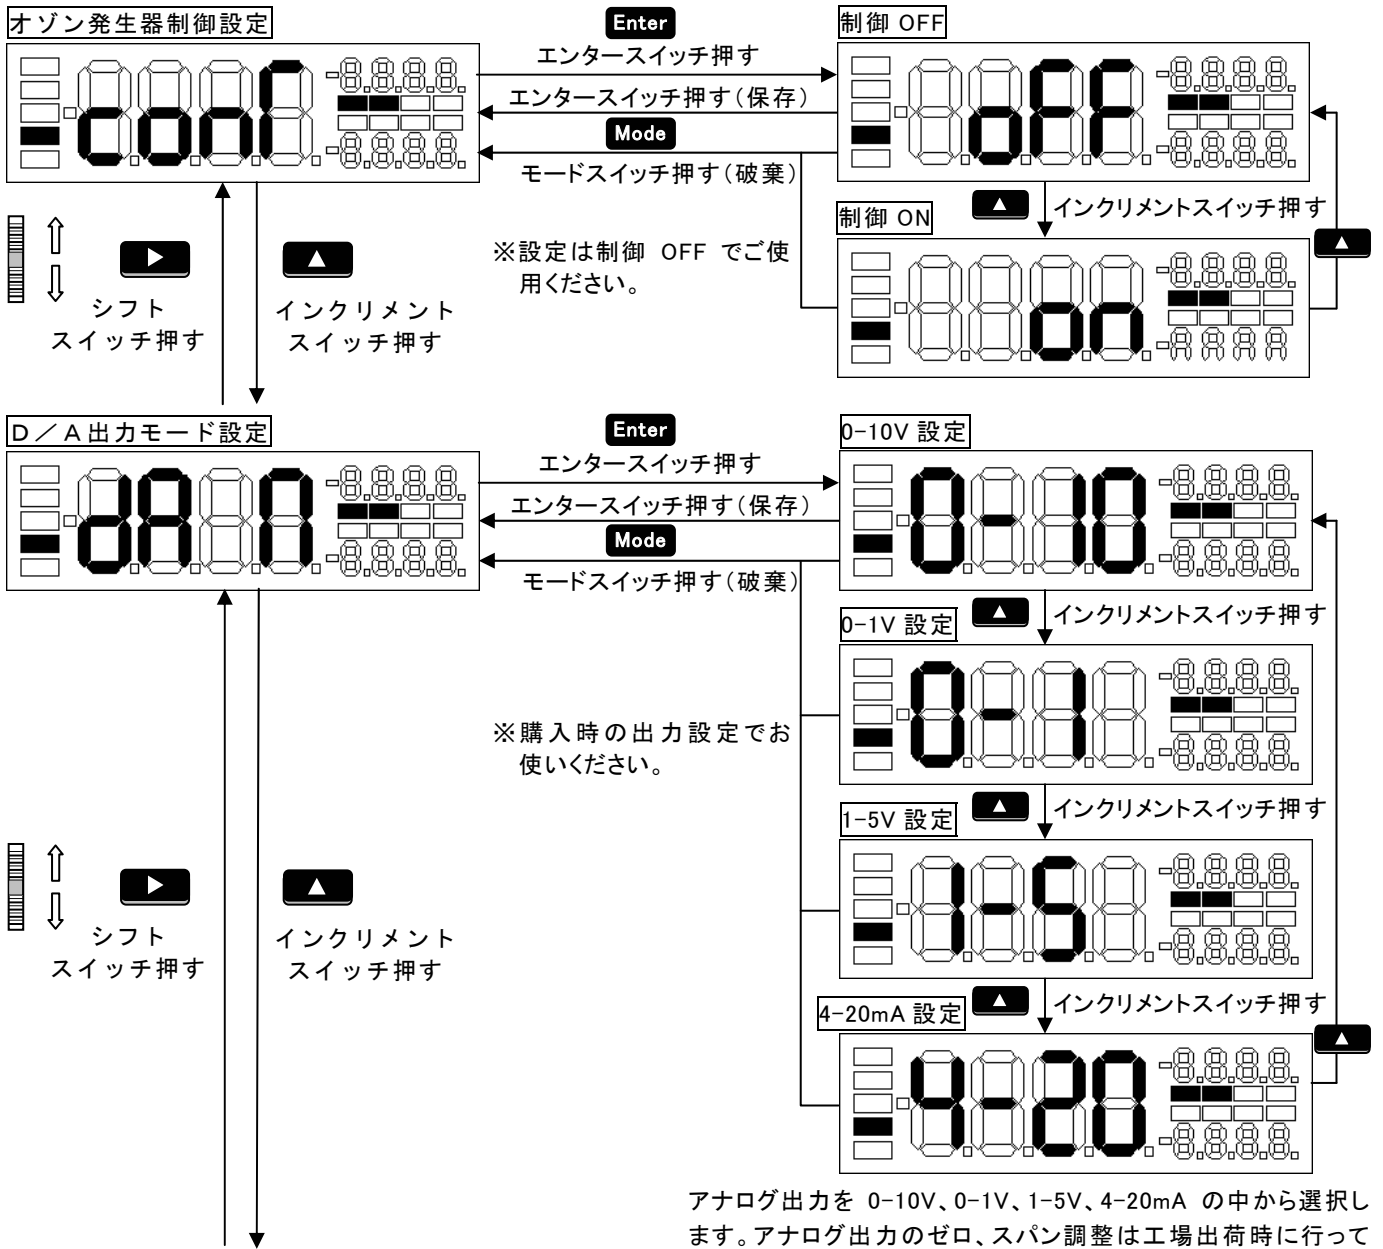 オゾン発生器制御設定
Enter
エンタースイッチ押す
エンタースイッチ押す（保存）
Mode
モードスイッチ押す（破棄）
制御 OFF
oFF
インクリメントスイッチ押す
制御 ON
on
※設定は制御 OFF でご使
用ください。
シフト
スイッチ押す
インクリメント
スイッチ押す
D／A出力モード設定
Enter
エンタースイッチ押す
エンタースイッチ押す（保存）
Mode
モードスイッチ押す（破棄）
0-10V 設定
0-10
インクリメントスイッチ押す
0-1V 設定
0-1
※購入時の出力設定でお
使いください。
インクリメントスイッチ押す
1-5V 設定
1-5
シフト
スイッチ押す
インクリメント
スイッチ押す
インクリメントスイッチ押す
4-20mA 設定
4-20
アナログ出力を 0-10V、0-1V、1-5V、4-20mA の中から選択し
ます。アナログ出力のゼロ、スパン調整は工場出荷時に行って